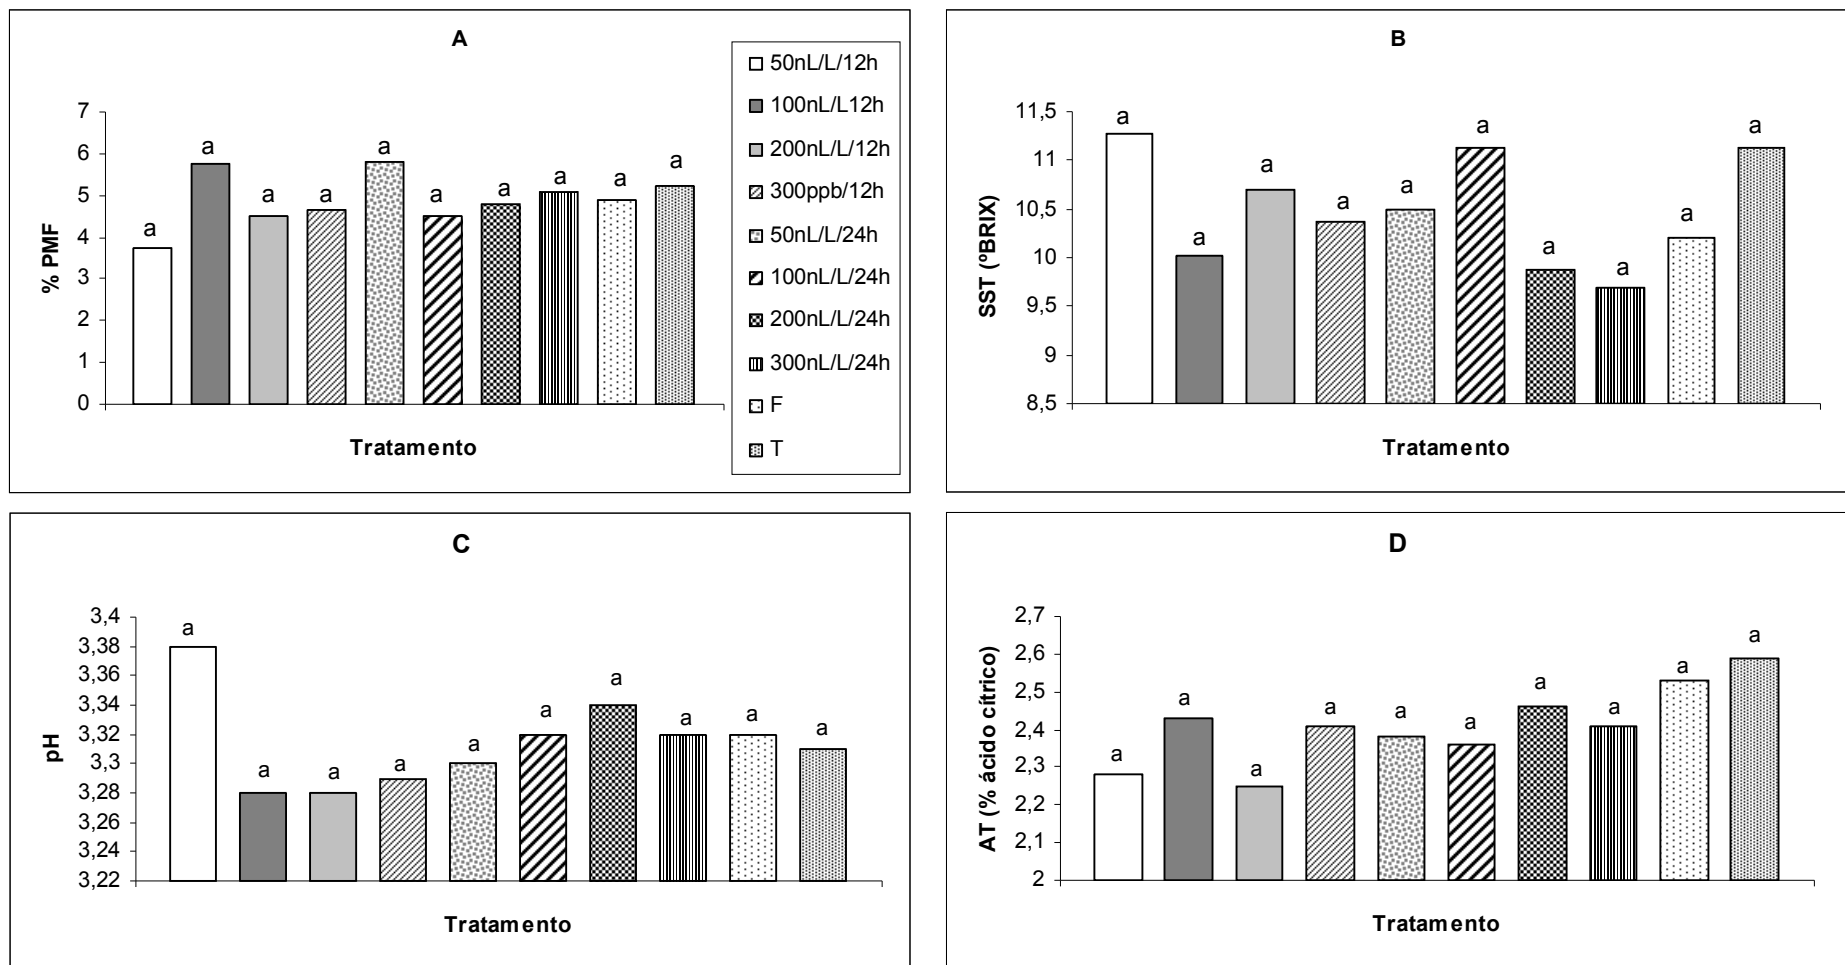 A
50nL/L/12h
100nL/L12h
200nL/L/12h
300ppb/12h
50nL/L/24h
100nL/L/24h
200nL/L/24h
300nL/L/24h
F
T
7
6
5
4
3
2
1
0
% PMF
a a a a a a a a a a
Tratamento
B
11,5
11
10,5
10
9,5
9
8,5
SST (ºBRIX)
a a a a a a a a a a
Tratamento
C
3,4
3,38
3,36
3,34
3,32
3,3
3,28
3,26
3,24
3,22
pH
a a a a a a a a a a
Tratamento
D
2,7
2,6
2,5
2,4
2,3
2,2
2,1
2
AT (% ácido cítrico)
a a a a a a a a a a
Tratamento